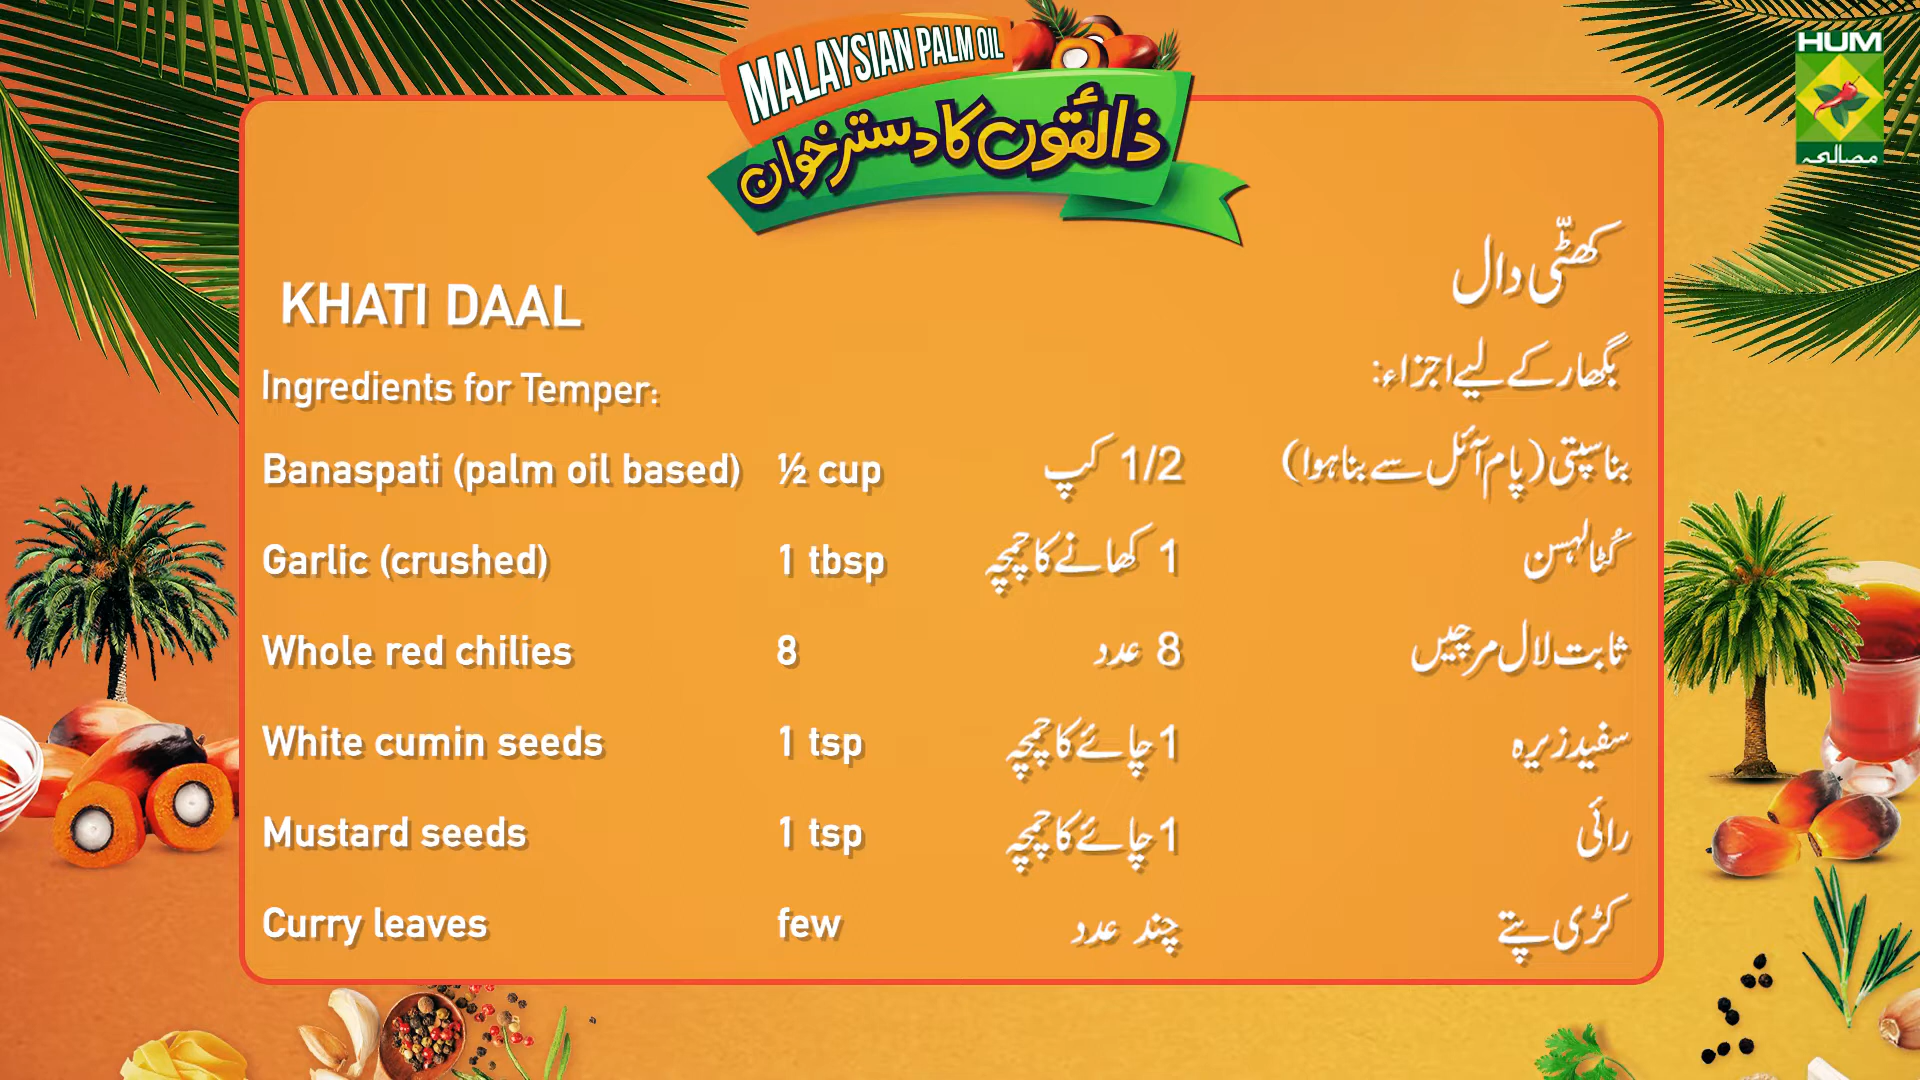 MALAYSIAN PALM OIL
ذائقوں کا دسترخوان
HUM
مصالحہ
KHATI DAAL
کھٹّی دال
Ingredients for Temper:
بگھار کے لیے اجزاء:
Banaspati (palm oil based) ½ cup
بناسپتی (پام آئل سے بنا ہوا) 1/2 کپ
Garlic (crushed) 1 tbsp
کُٹا لہسن 1 کھانے کا چمچہ
Whole red chilies 8
ثابت لال مرچیں 8 عدد
White cumin seeds 1 tsp
سفید زیرہ 1 چائے کا چمچہ
Mustard seeds 1 tsp
رائی 1 چائے کا چمچہ
Curry leaves few
کڑی پتے چند عدد